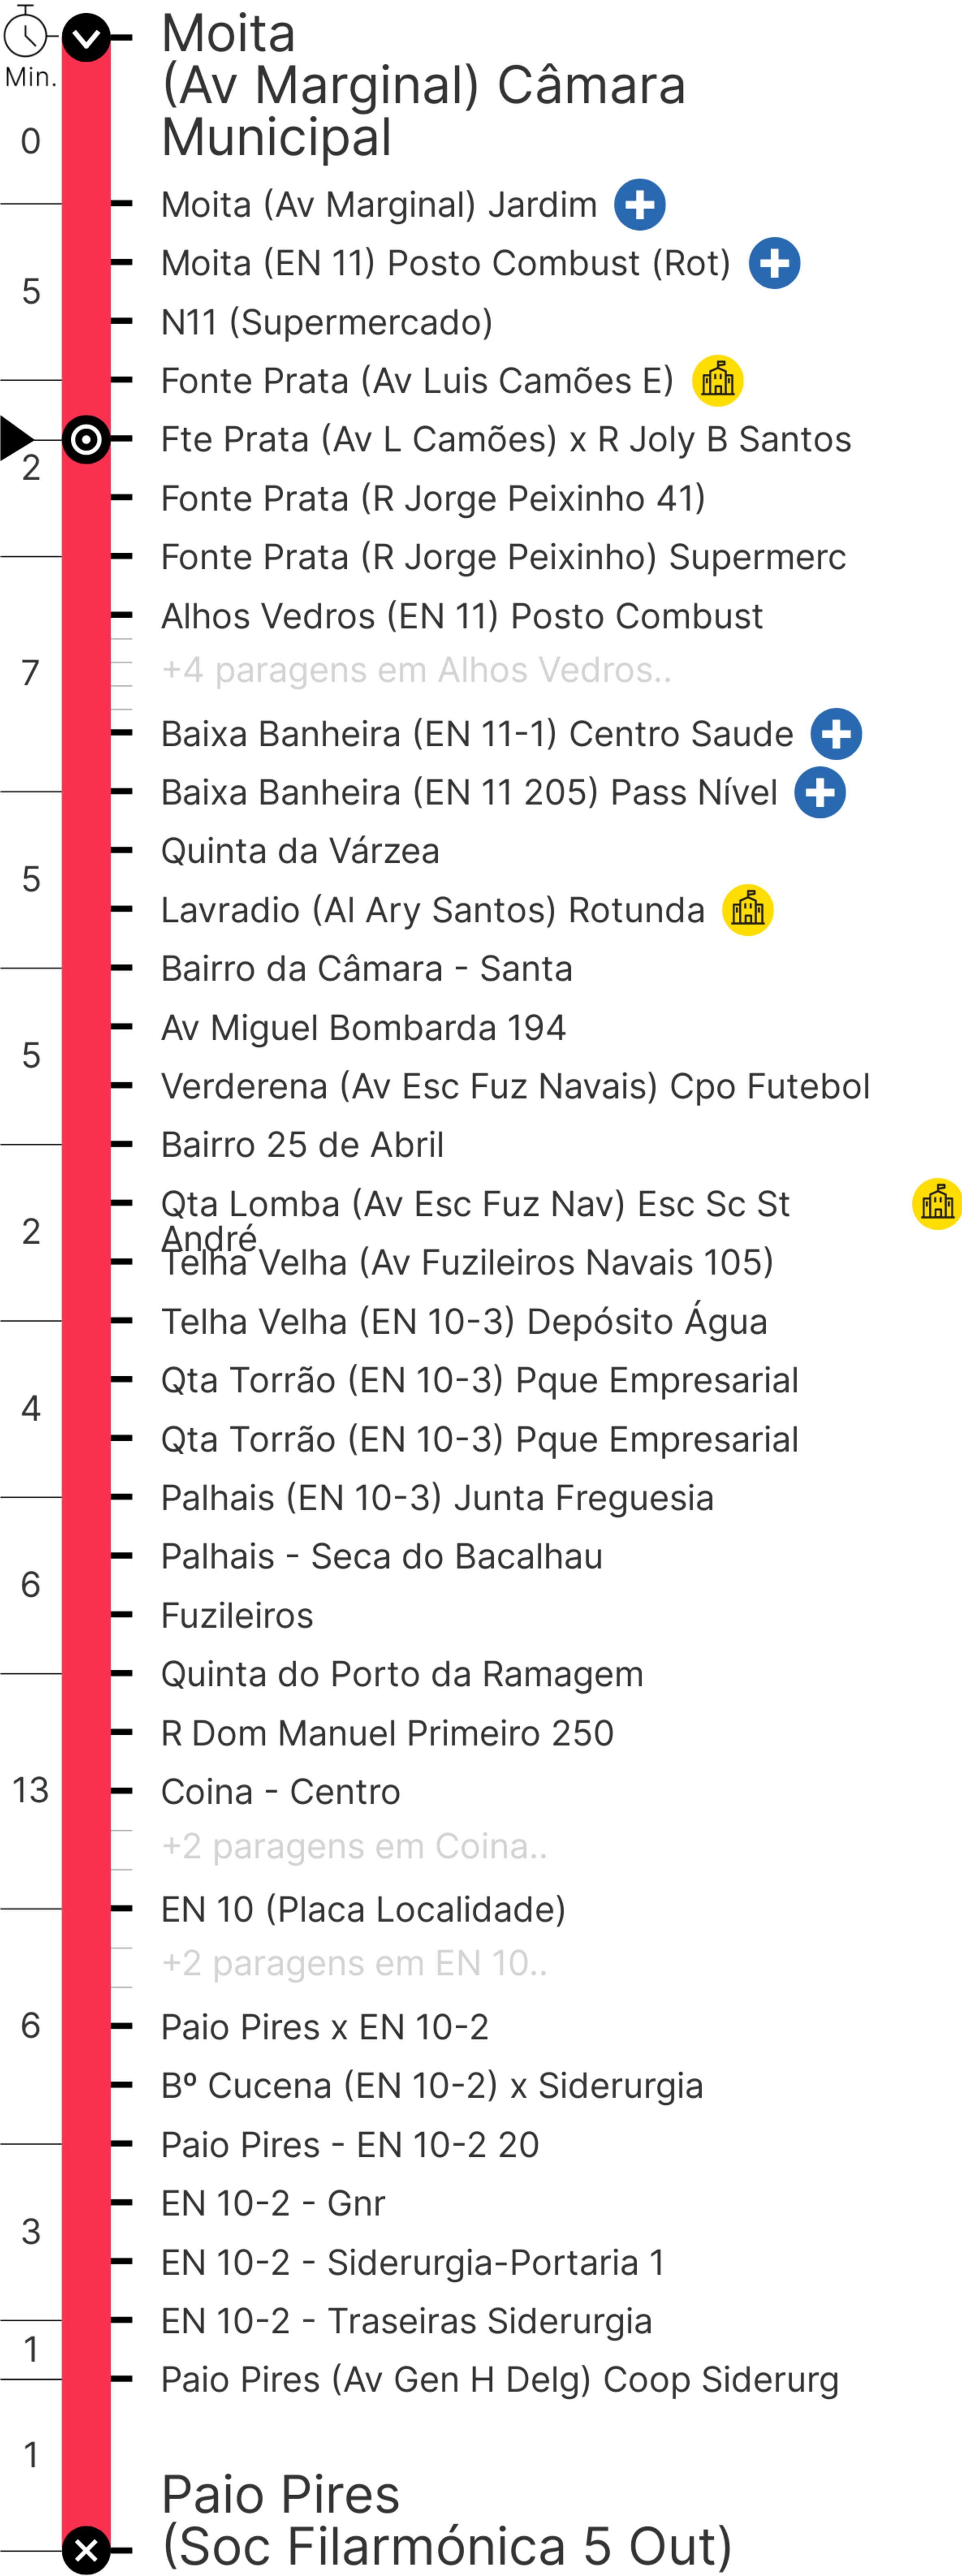 Moita
(Av Marginal) Câmara
Municipal
Min.
0
Moita (Av Marginal) Jardim
Moita (EN 11) Posto Combust (Rot)
5
N11 (Supermercado)
Fonte Prata (Av Luis Camões E)
Fte Prata (Av L Camões) x R Joly B Santos
2
Fonte Prata (R Jorge Peixinho 41)
Fonte Prata (R Jorge Peixinho) Supermerc
Alhos Vedros (EN 11) Posto Combust
7
+4 paragens em Alhos Vedros..
Baixa Banheira (EN 11-1) Centro Saude
Baixa Banheira (EN 11 205) Pass Nível
Quinta da Várzea
5
Lavradio (Al Ary Santos) Rotunda
Bairro da Câmara - Santa
Av Miguel Bombarda 194
5
Verderena (Av Esc Fuz Navais) Cpo Futebol
Bairro 25 de Abril
Qta Lomba (Av Esc Fuz Nav) Esc Sc St
André
2
Telha Velha (Av Fuzileiros Navais 105)
Telha Velha (EN 10-3) Depósito Água
Qta Torrão (EN 10-3) Pque Empresarial
4
Qta Torrão (EN 10-3) Pque Empresarial
Palhais (EN 10-3) Junta Freguesia
Palhais - Seca do Bacalhau
6
Fuzileiros
Quinta do Porto da Ramagem
R Dom Manuel Primeiro 250
13
Coina - Centro
+2 paragens em Coina..
EN 10 (Placa Localidade)
+2 paragens em EN 10..
6
Paio Pires x EN 10-2
Bº Cucena (EN 10-2) x Siderurgia
Paio Pires - EN 10-2 20
EN 10-2 - Gnr
3
EN 10-2 - Siderurgia-Portaria 1
EN 10-2 - Traseiras Siderurgia
1
Paio Pires (Av Gen H Delg) Coop Siderurg
1
Paio Pires
(Soc Filarmónica 5 Out)